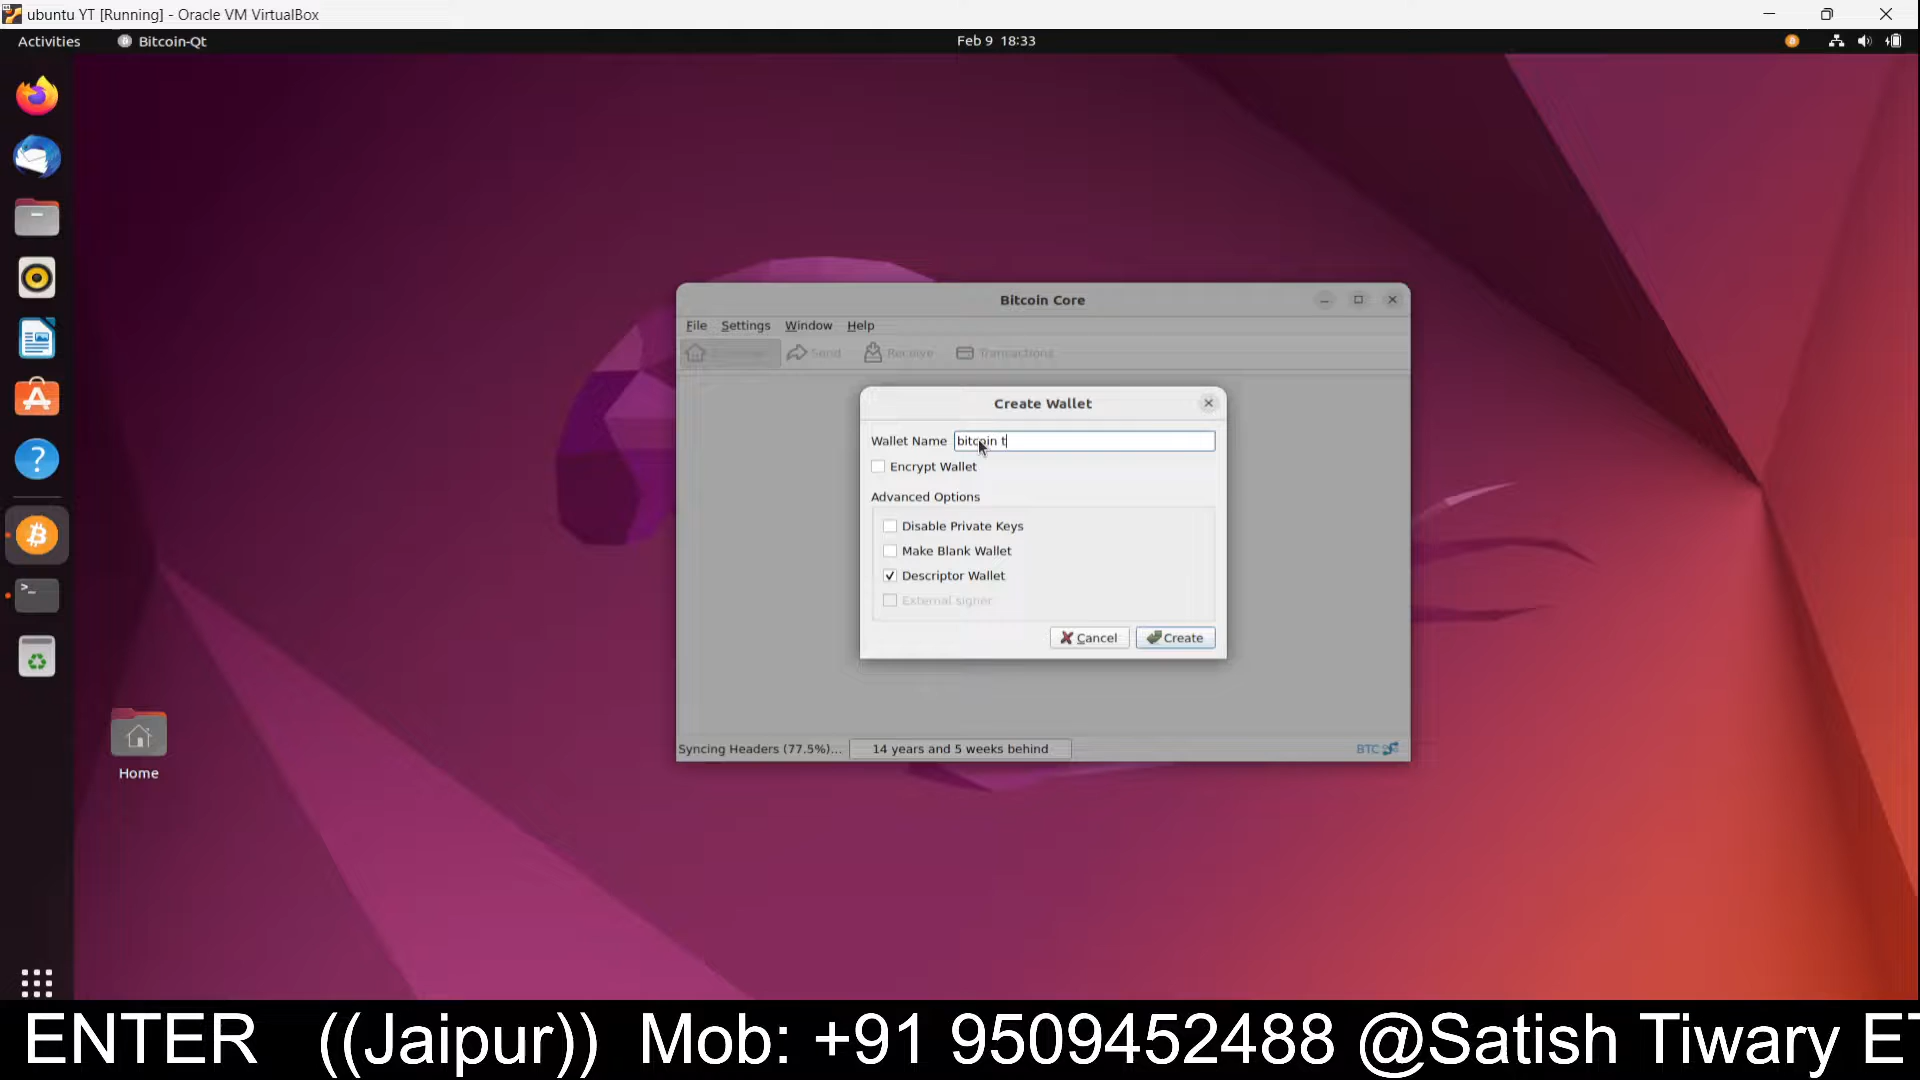 ubuntu YT [Running] - Oracle VM VirtualBox
Activities Bitcoin-Qt Feb 9 18:33
Bitcoin Core
File Settings Window Help
Send Receive Transactions
Create Wallet
Wallet Name bitcoin t
Encrypt Wallet
Advanced Options
Disable Private Keys
Make Blank Wallet
Descriptor Wallet
External signer
Cancel Create
Syncing Headers (77.5%)... 14 years and 5 weeks behind BTC
Home
ENTER ((Jaipur)) Mob: +91 9509452488 @Satish Tiwary ET